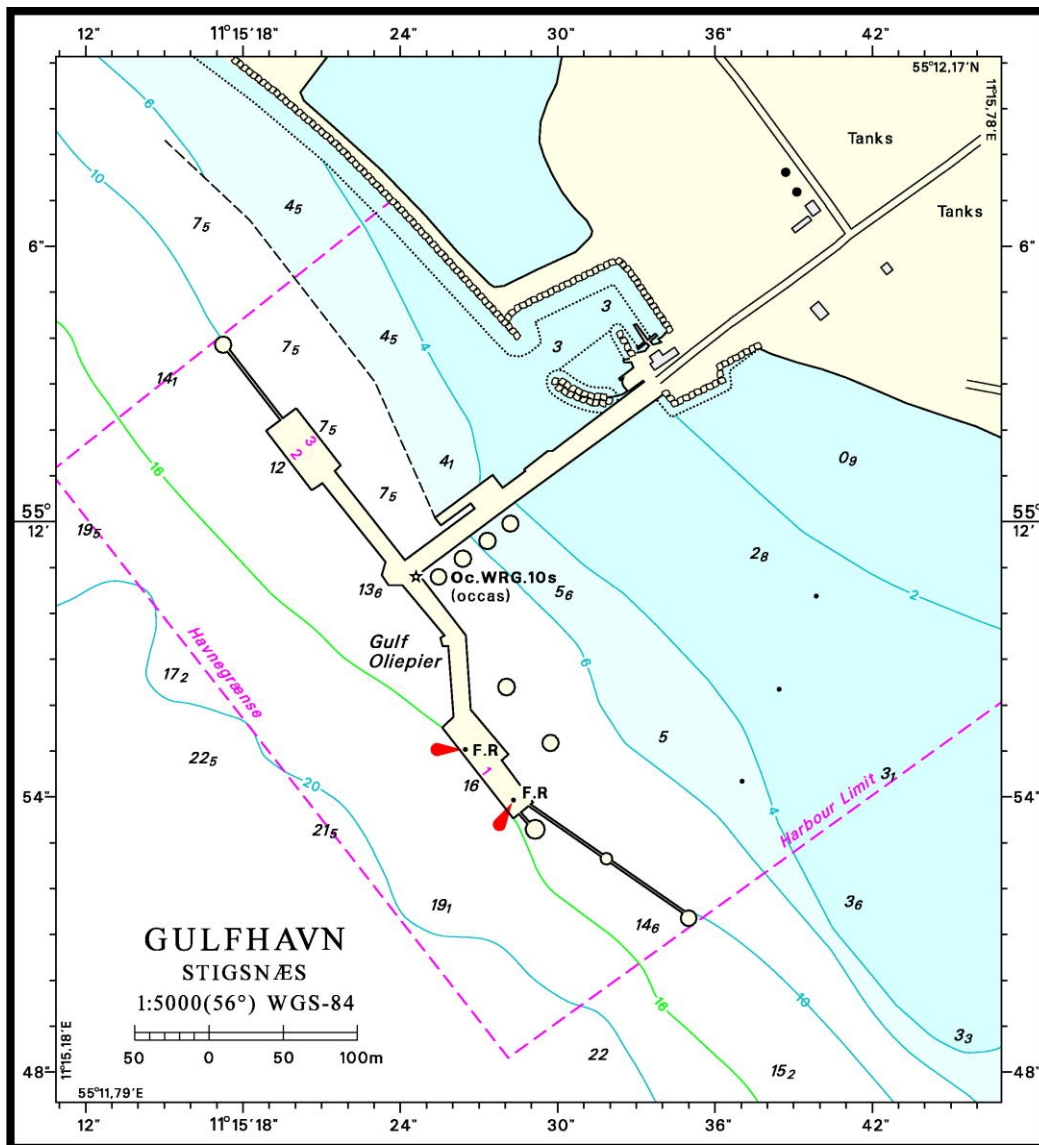 12" 11°15'18" 24" 30" 36" 42"
55°12,17'N
11°15,78'E
6
10
4₅
7₅
Tanks
Tanks
6" 6"
3
3
4₅
4
7₅
14₁
7₅
3
2
12
16
4₁
7₅
0₉
55° 55°
12' 12'
19₅
2₈
Oc.WRG.10s
(occas)
13₆
5₆
2
Gulf
Oliepier
Havnegrænse
17₂
6
5
F.R
22₅
1
16
3₁
20
F.R
54" 54"
Harbour Limit
21₅
19₁
3₆
14₆
GULFHAVN
STIGSNÆS
1:5000(56°) WGS-84
50 0 50 100m
16
10
3₃
22
15₂
11°15,18'E
48" 48"
55°11,79'E
12" 11°15'18" 24" 30" 36" 42"